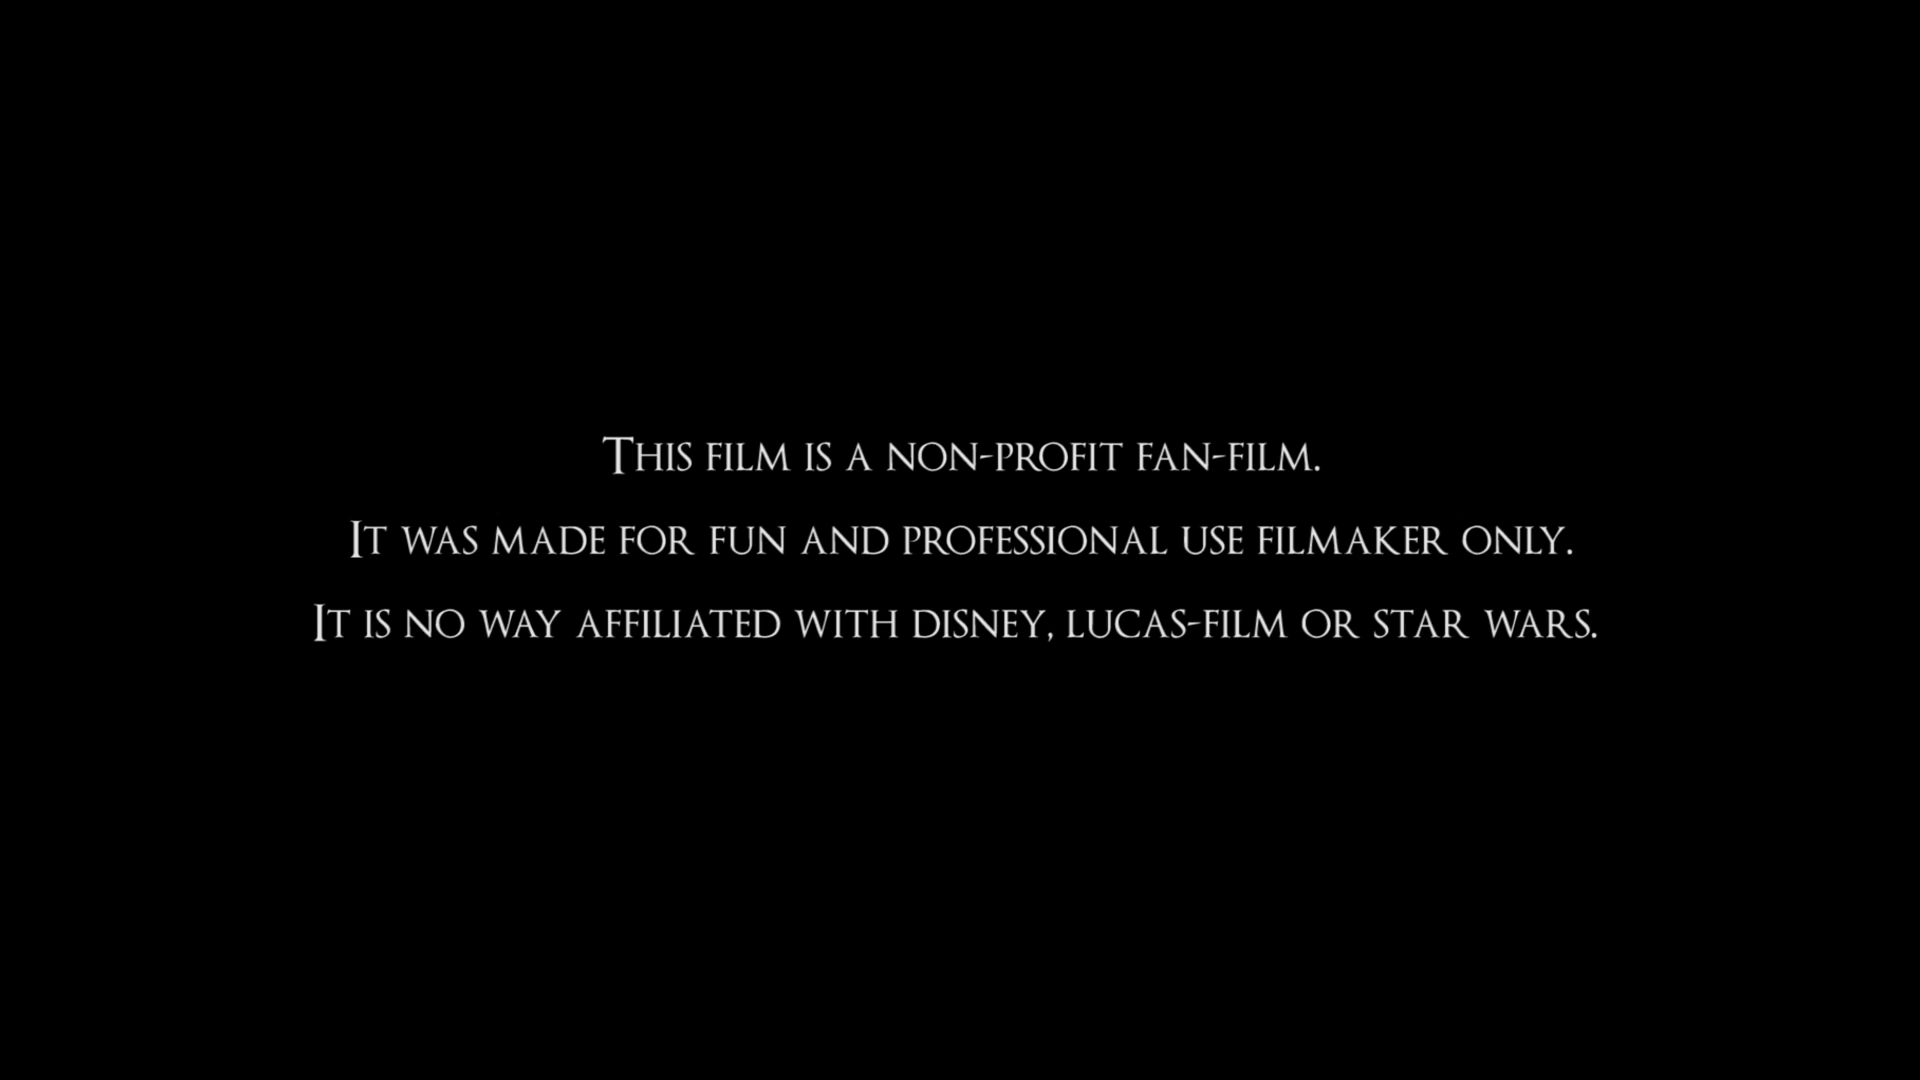 This film is a non-profit fan-film.
It was made for fun and professional use filmaker only.
It is no way affiliated with disney, lucas-film or star wars.